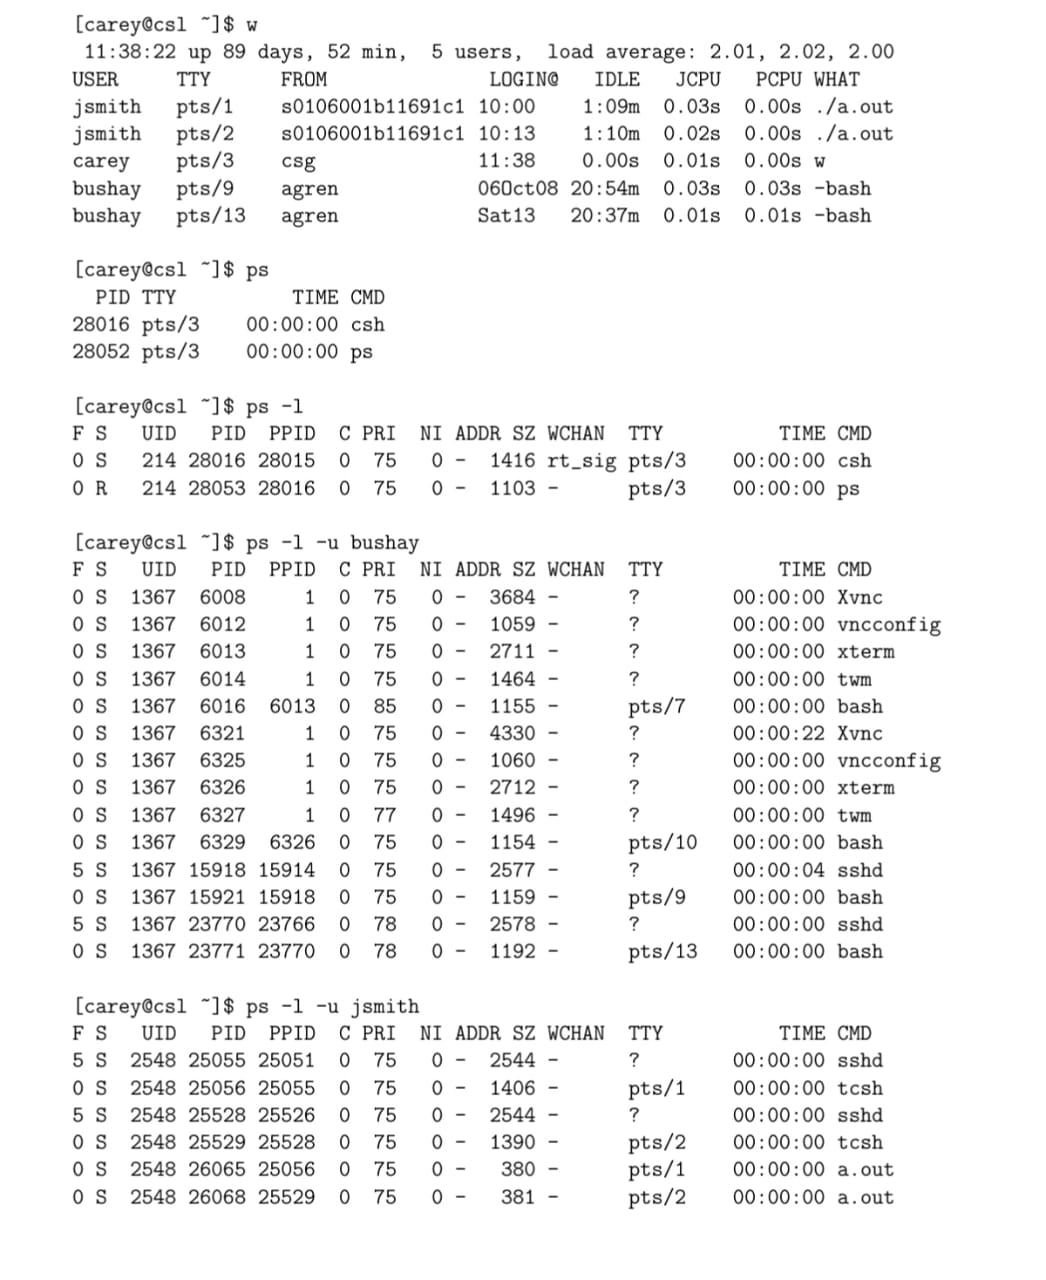 [carey@csl ~]$ w
 11:38:22 up 89 days, 52 min,  5 users,  load average: 2.01, 2.02, 2.00
USER     TTY      FROM              LOGIN@   IDLE   JCPU   PCPU WHAT
jsmith   pts/1    s0106001b11691c1 10:00    1:09m  0.03s  0.00s ./a.out
jsmith   pts/2    s0106001b11691c1 10:13    1:10m  0.02s  0.00s ./a.out
carey    pts/3    csg              11:38    0.00s  0.01s  0.00s w
bushay   pts/9    agren            06Oct08 20:54m  0.03s  0.03s -bash
bushay   pts/13   agren            Sat13   20:37m  0.01s  0.01s -bash

[carey@csl ~]$ ps
  PID TTY          TIME CMD
28016 pts/3    00:00:00 csh
28052 pts/3    00:00:00 ps

[carey@csl ~]$ ps -l
F S   UID   PID  PPID  C PRI  NI ADDR SZ WCHAN  TTY          TIME CMD
0 S   214 28016 28015  0  75   0 -  1416 rt_sig pts/3    00:00:00 csh
0 R   214 28053 28016  0  75   0 -  1103 -      pts/3    00:00:00 ps

[carey@csl ~]$ ps -l -u bushay
F S   UID   PID  PPID  C PRI  NI ADDR SZ WCHAN  TTY          TIME CMD
0 S  1367  6008     1  0  75   0 -  3684 -      ?        00:00:00 Xvnc
0 S  1367  6012     1  0  75   0 -  1059 -      ?        00:00:00 vncconfig
0 S  1367  6013     1  0  75   0 -  2711 -      ?        00:00:00 xterm
0 S  1367  6014     1  0  75   0 -  1464 -      ?        00:00:00 twm
0 S  1367  6016  6013  0  85   0 -  1155 -      pts/7    00:00:00 bash
0 S  1367  6321     1  0  75   0 -  4330 -      ?        00:00:22 Xvnc
0 S  1367  6325     1  0  75   0 -  1060 -      ?        00:00:00 vncconfig
0 S  1367  6326     1  0  75   0 -  2712 -      ?        00:00:00 xterm
0 S  1367  6327     1  0  77   0 -  1496 -      ?        00:00:00 twm
0 S  1367  6329  6326  0  75   0 -  1154 -      pts/10   00:00:00 bash
5 S  1367 15918 15914  0  75   0 -  2577 -      ?        00:00:04 sshd
0 S  1367 15921 15918  0  75   0 -  1159 -      pts/9    00:00:00 bash
5 S  1367 23770 23766  0  78   0 -  2578 -      ?        00:00:00 sshd
0 S  1367 23771 23770  0  78   0 -  1192 -      pts/13   00:00:00 bash

[carey@csl ~]$ ps -l -u jsmith
F S   UID   PID  PPID  C PRI  NI ADDR SZ WCHAN  TTY          TIME CMD
5 S  2548 25055 25051  0  75   0 -  2544 -      ?        00:00:00 sshd
0 S  2548 25056 25055  0  75   0 -  1406 -      pts/1    00:00:00 tcsh
5 S  2548 25528 25526  0  75   0 -  2544 -      ?        00:00:00 sshd
0 S  2548 25529 25528  0  75   0 -  1390 -      pts/2    00:00:00 tcsh
0 S  2548 26065 25056  0  75   0 -   380 -      pts/1    00:00:00 a.out
0 S  2548 26068 25529  0  75   0 -   381 -      pts/2    00:00:00 a.out